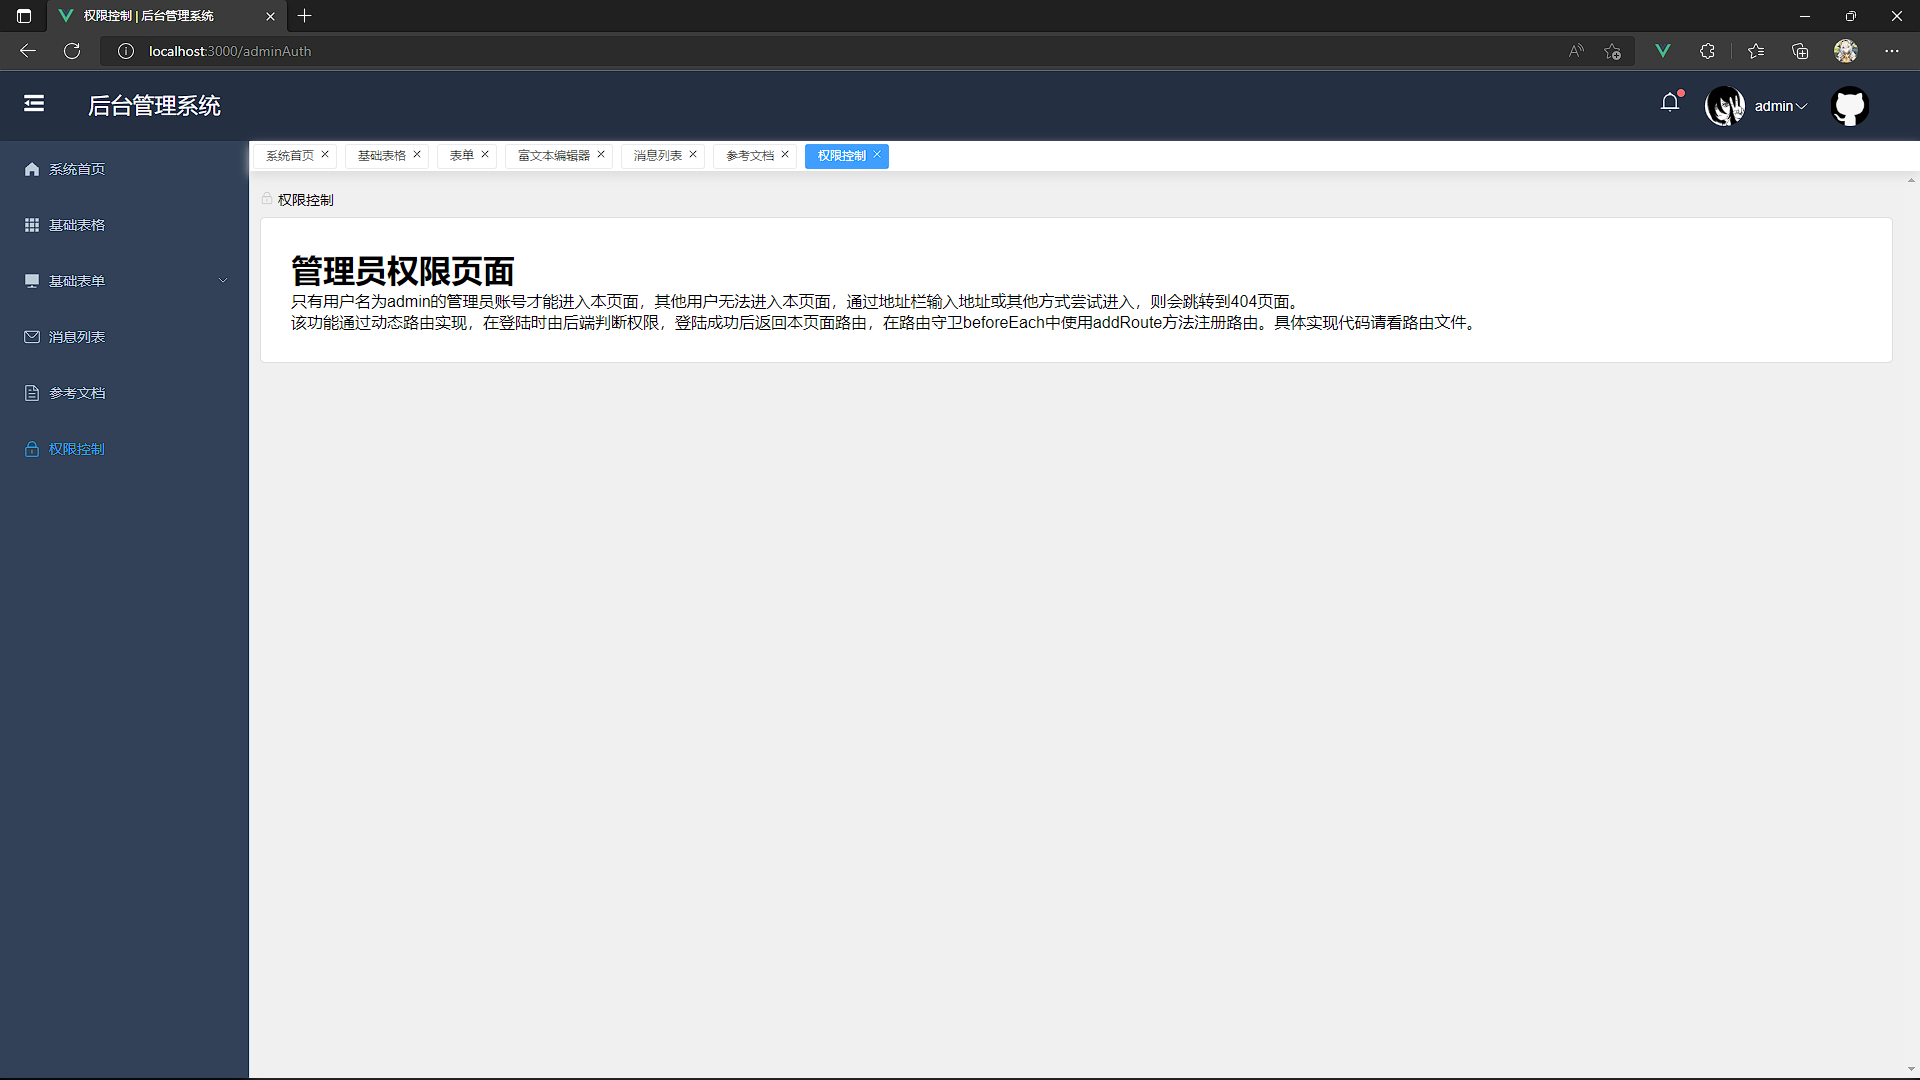 权限控制 | 后台管理系统
localhost:3000/adminAuth
后台管理系统
admin
系统首页
基础表格
基础表单
消息列表
参考文档
权限控制
系统首页 基础表格 表单 富文本编辑器 消息列表 参考文档 权限控制
权限控制
管理员权限页面
只有用户名为admin的管理员账号才能进入本页面，其他用户无法进入本页面，通过地址栏输入地址或其他方式尝试进入，则会跳转到404页面。
该功能通过动态路由实现，在登陆时由后端判断权限，登陆成功后返回本页面路由，在路由守卫beforeEach中使用addRoute方法注册路由。具体实现代码请看路由文件。